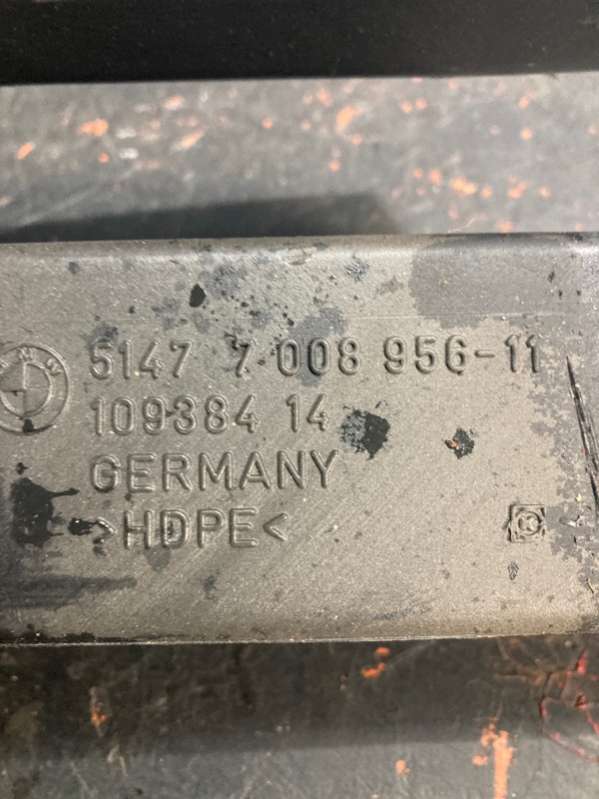 5147 7 008 956-11
109384 14
GERMANY
>HDPE<